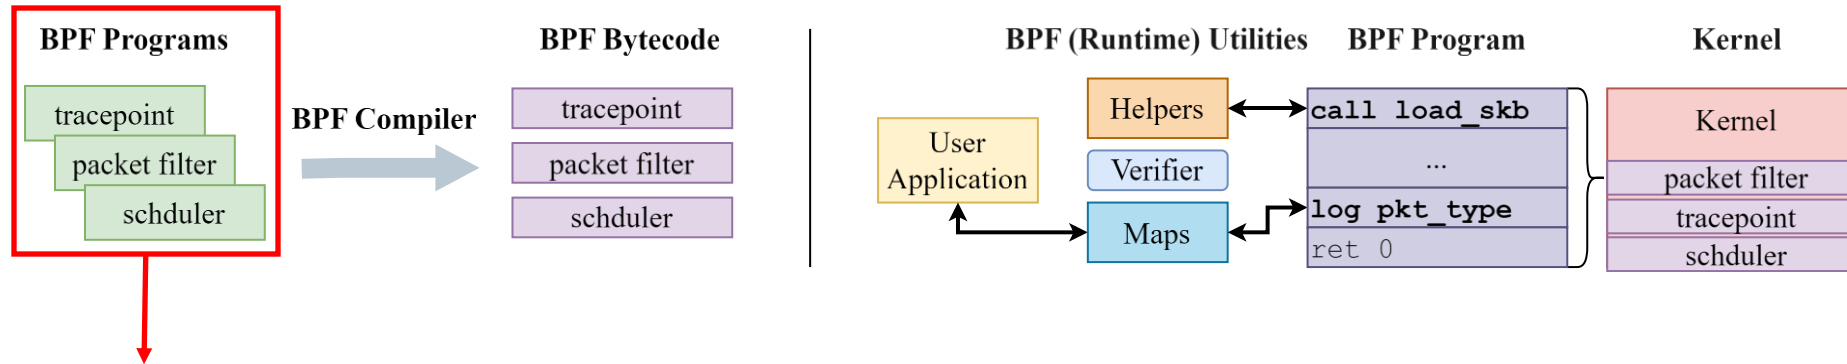 BPF Programs
tracepoint
packet filter
schduler
BPF Compiler
BPF Bytecode
tracepoint
packet filter
schduler
BPF (Runtime) Utilities
User
Application
Helpers
Verifier
Maps
BPF Program
call load_skb
...
log pkt_type
ret 0
Kernel
Kernel
packet filter
tracepoint
schduler